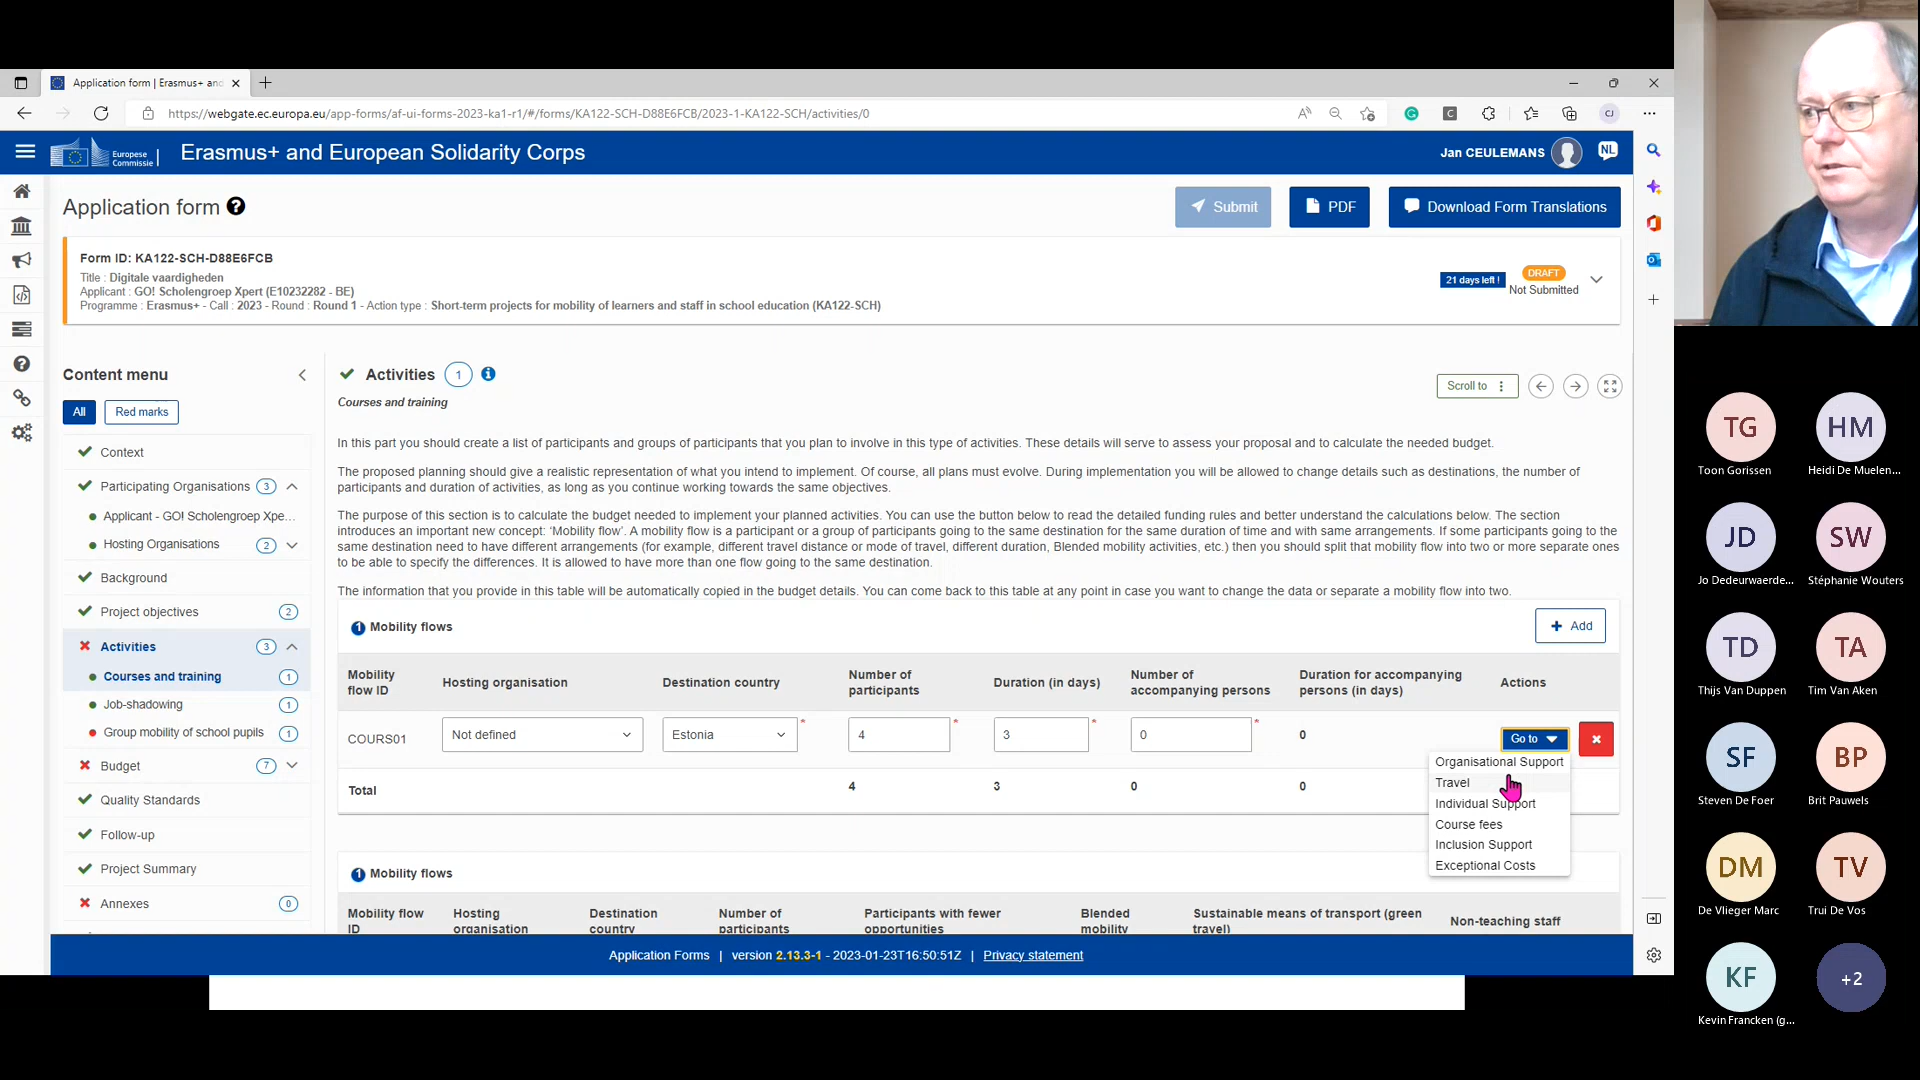 Application form | Erasmus+ and
https://webgate.ec.europa.eu/app-forms/af-ui-forms-2023-ka1-r1/#/forms/KA122-SCH-D88E6FCB/2023-1-KA122-SCH/activities/0
CJ
Europese
Commissie
Erasmus+ and European Solidarity Corps
Jan CEULEMANS
NL
Application form
Submit
PDF
Download Form Translations
Form ID: KA122-SCH-D88E6FCB
Title : Digitale vaardigheden
Applicant : GO! Scholengroep Xpert (E10232282 - BE)
Programme : Erasmus+ - Call : 2023 - Round : Round 1 - Action type : Short-term projects for mobility of learners and staff in school education (KA122-SCH)
21 days left !
DRAFT
Not Submitted
Content menu
All
Red marks
Context
Participating Organisations 3
Applicant - GO! Scholengroep Xpe...
Hosting Organisations 2
Background
Project objectives 2
Activities 3
Courses and training 1
Job-shadowing 1
Group mobility of school pupils 1
Budget 7
Quality Standards
Follow-up
Project Summary
Annexes 0
Activities 1
Courses and training
Scroll to
In this part you should create a list of participants and groups of participants that you plan to involve in this type of activities. These details will serve to assess your proposal and to calculate the needed budget.
The proposed planning should give a realistic representation of what you intend to implement. Of course, all plans must evolve. During implementation you will be allowed to change details such as destinations, the number of
participants and duration of activities, as long as you continue working towards the same objectives.
The purpose of this section is to calculate the budget needed to implement your planned activities. You can use the button below to read the detailed funding rules and better understand the calculations below. The section
introduces an important new concept: ‘Mobility flow’. A mobility flow is a participant or a group of participants going to the same destination for the same duration of time and with same arrangements. If some participants going to the
same destination need to have different arrangements (for example, different travel distance or mode of travel, different duration, Blended mobility activities, etc.) then you should split that mobility flow into two or more separate ones
to be able to specify the differences. It is allowed to have more than one flow going to the same destination.
The information that you provide in this table will be automatically copied in the budget details. You can come back to this table at any point in case you want to change the data or separate a mobility flow into two.
1 Mobility flows
+ Add
Mobility flow ID
Hosting organisation
Destination country
Number of participants
Duration (in days)
Number of accompanying persons
Duration for accompanying persons (in days)
Actions
COURS01
Not defined
Estonia *
4 *
3 *
0 *
0
Go to
Total
4
3
0
0
Organisational Support
Travel
Individual Support
Course fees
Inclusion Support
Exceptional Costs
1 Mobility flows
Mobility flow ID
Hosting organisation
Destination country
Number of participants
Participants with fewer opportunities
Blended mobility
Sustainable means of transport (green travel)
Non-teaching staff
Application Forms | version 2.13.3-1 - 2023-01-23T16:50:51Z | Privacy statement
TG
Toon Gorissen
HM
Heidi De Muelen...
JD
Jo Dedeurwaerde...
SW
Stéphanie Wouters
TD
Thijs Van Duppen
TA
Tim Van Aken
SF
Steven De Foer
BP
Brit Pauwels
DM
De Vlieger Marc
TV
Trui De Vos
KF
Kevin Francken (g...
+2